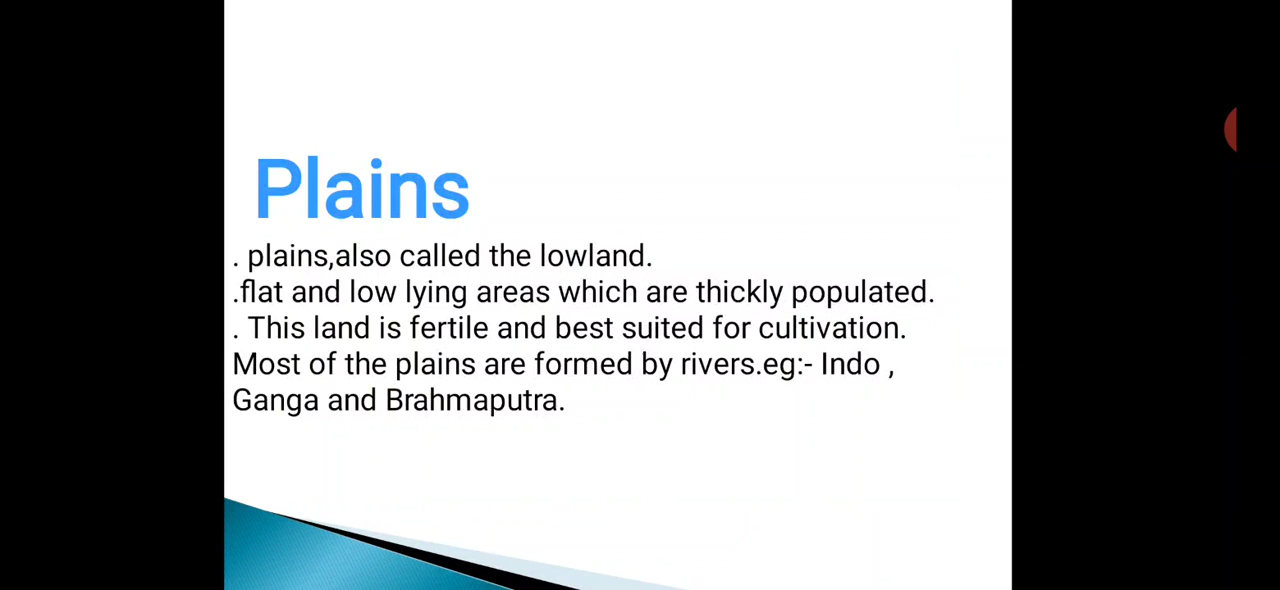 Plains
. plains,also called the lowland.
.flat and low lying areas which are thickly populated.
. This land is fertile and best suited for cultivation.
Most of the plains are formed by rivers.eg:- Indo ,
Ganga and Brahmaputra.